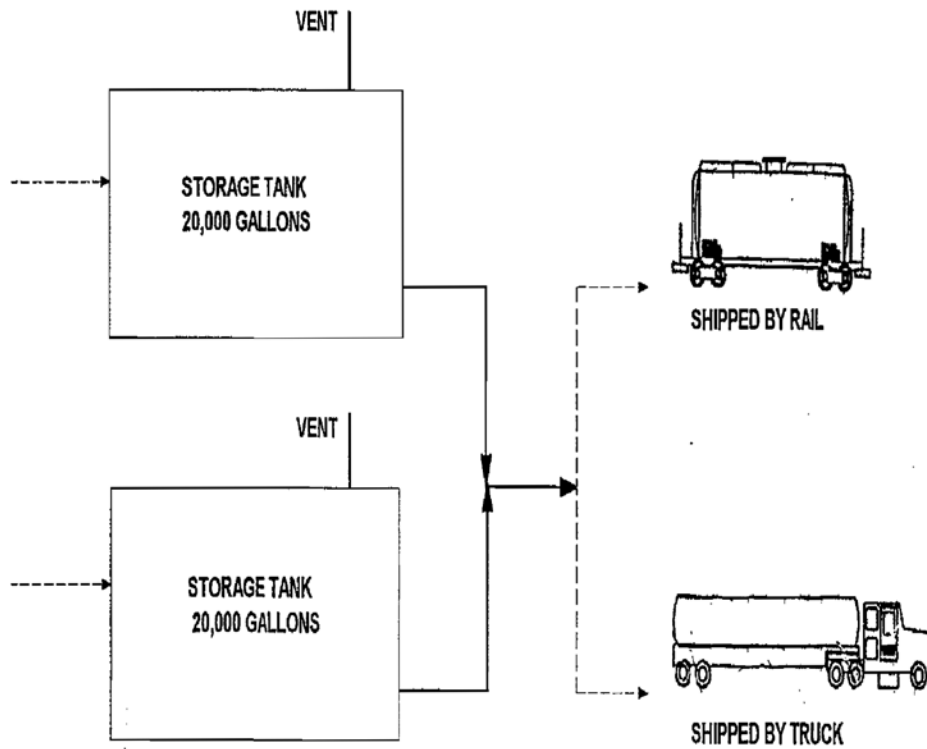 VENT
STORAGE TANK
20,000 GALLONS
SHIPPED BY RAIL
VENT
STORAGE TANK
20,000 GALLONS
SHIPPED BY TRUCK